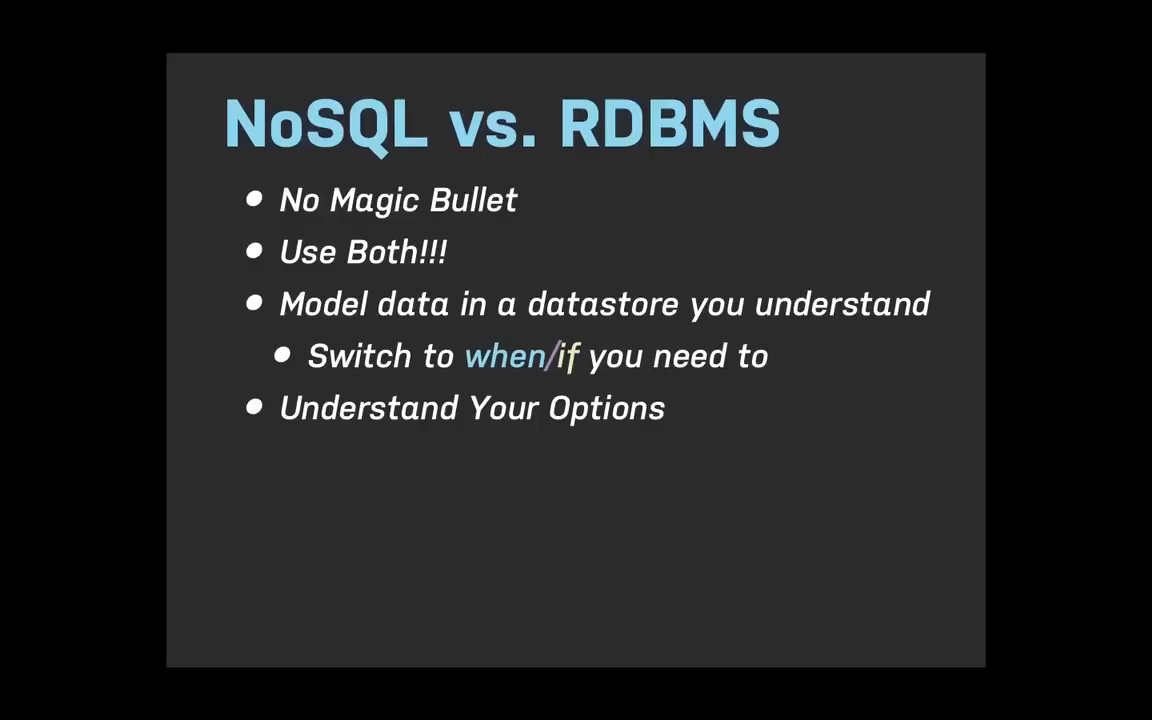 NoSQL vs. RDBMS
• No Magic Bullet
• Use Both!!!
• Model data in a datastore you understand
• Switch to when/if you need to
• Understand Your Options